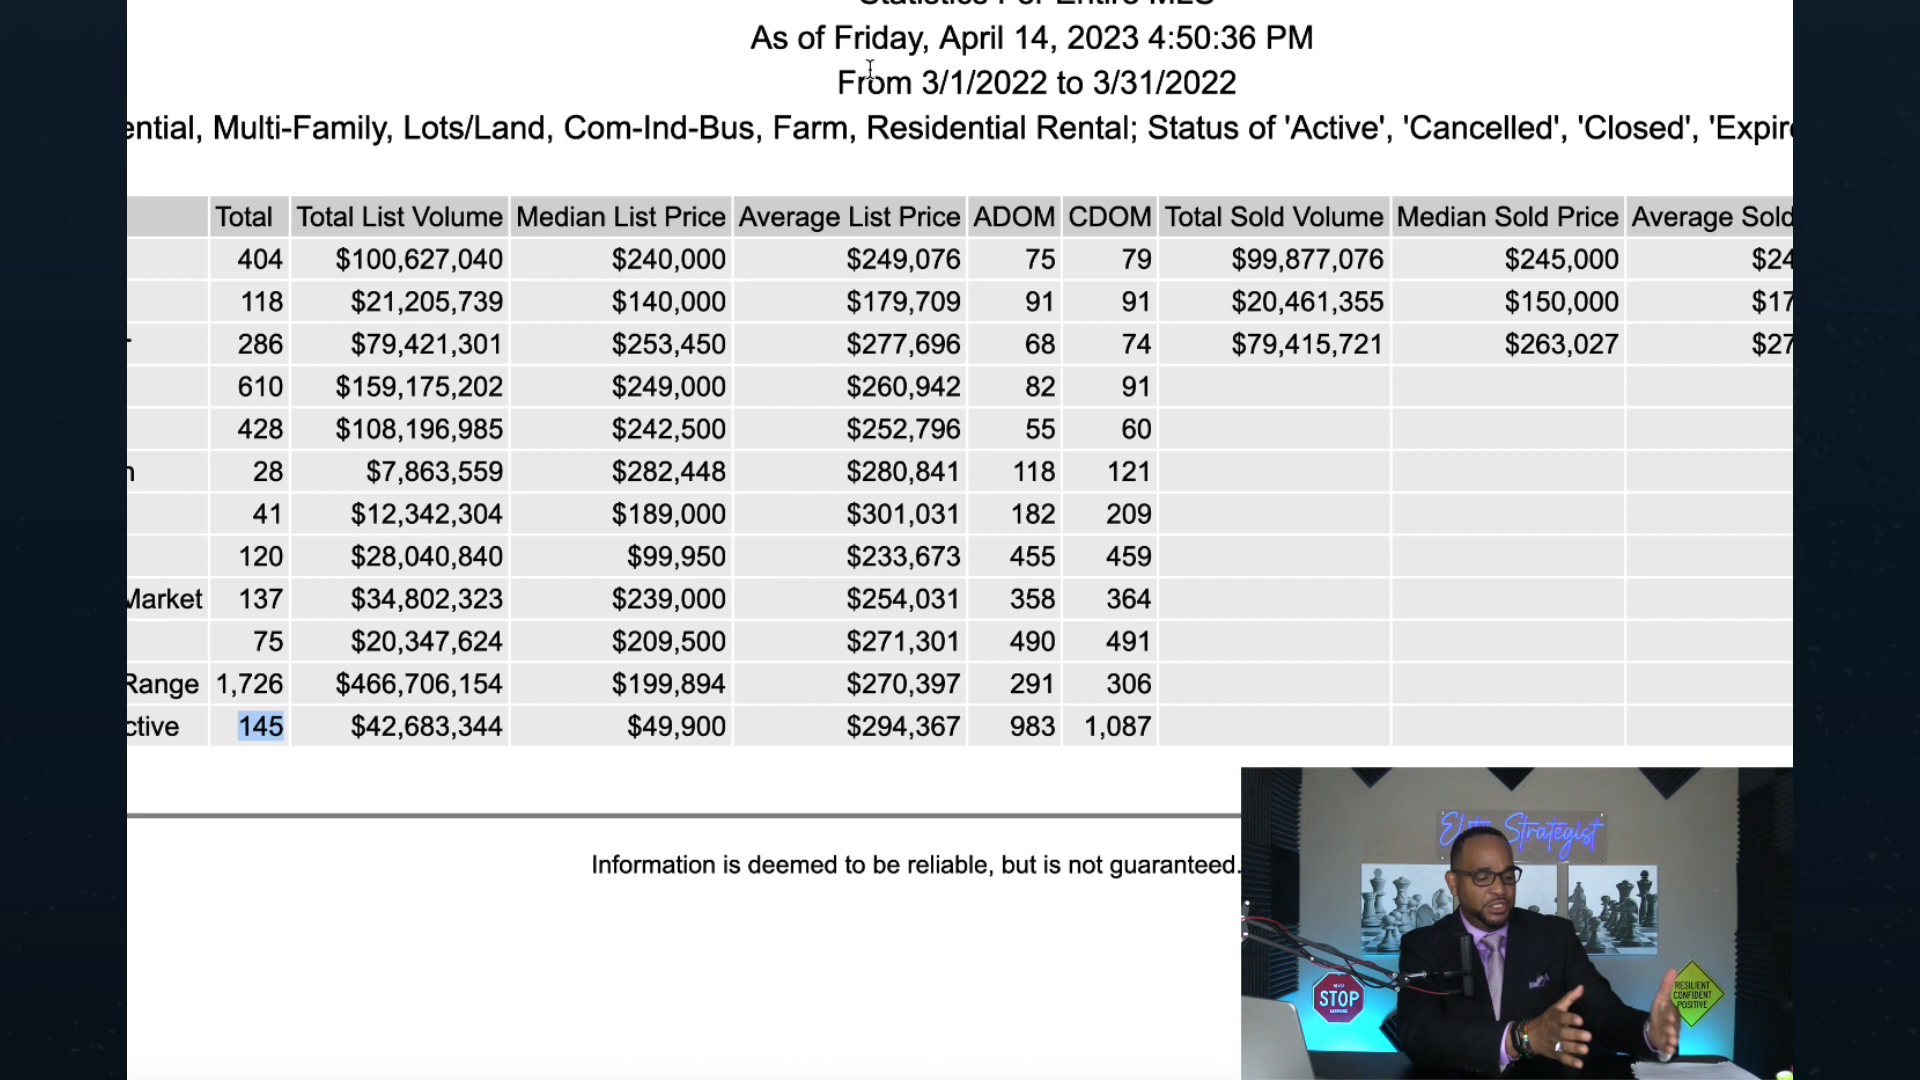 Statistics For Entire MLS
As of Friday, April 14, 2023 4:50:36 PM
From 3/1/2022 to 3/31/2022
ential, Multi-Family, Lots/Land, Com-Ind-Bus, Farm, Residential Rental; Status of 'Active', 'Cancelled', 'Closed', 'Expir
Total Total List Volume Median List Price Average List Price ADOM CDOM Total Sold Volume Median Sold Price Average Sold
404 $100,627,040 $240,000 $249,076 75 79 $99,877,076 $245,000 $24
118 $21,205,739 $140,000 $179,709 91 91 $20,461,355 $150,000 $17
286 $79,421,301 $253,450 $277,696 68 74 $79,415,721 $263,027 $27
610 $159,175,202 $249,000 $260,942 82 91
428 $108,196,985 $242,500 $252,796 55 60
28 $7,863,559 $282,448 $280,841 118 121
41 $12,342,304 $189,000 $301,031 182 209
120 $28,040,840 $99,950 $233,673 455 459
Market 137 $34,802,323 $239,000 $254,031 358 364
75 $20,347,624 $209,500 $271,301 490 491
Range 1,726 $466,706,154 $199,894 $270,397 291 306
ctive 145 $42,683,344 $49,900 $294,367 983 1,087
Information is deemed to be reliable, but is not guaranteed.
Elite Strategist
NEVER
STOP
LEARNING
RESILIENT
CONFIDENT
POSITIVE